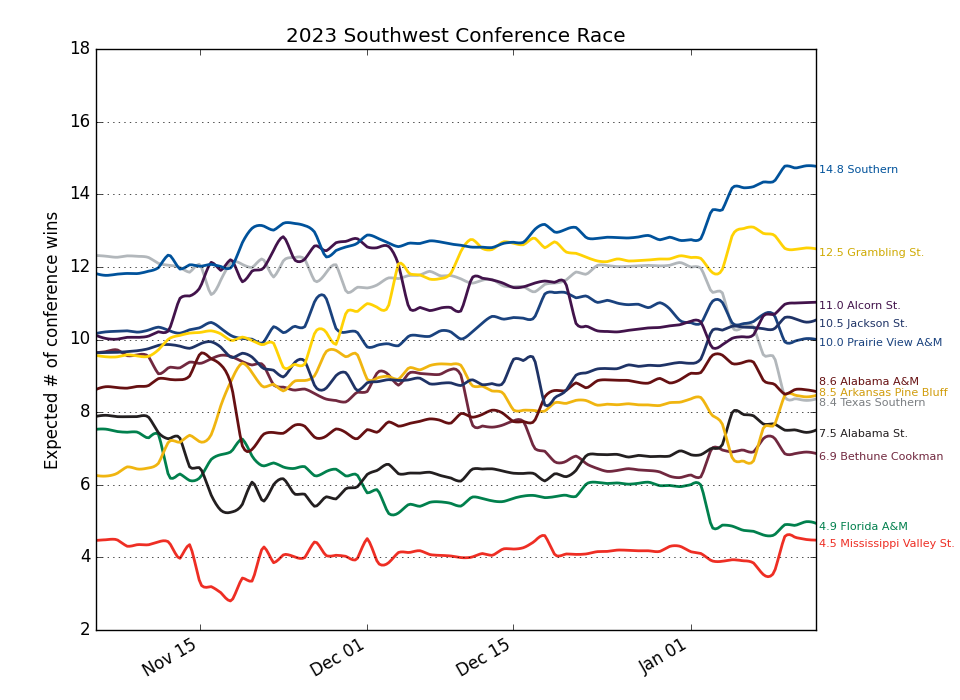 2023 Southwest Conference Race
Expected # of conference wins
18
16
14
12
10
8
6
4
2
Nov 15
Dec 01
Dec 15
Jan 01
14.8 Southern
12.5 Grambling St.
11.0 Alcorn St.
10.5 Jackson St.
10.0 Prairie View A&M
8.6 Alabama A&M
8.5 Arkansas Pine Bluff
8.4 Texas Southern
7.5 Alabama St.
6.9 Bethune Cookman
4.9 Florida A&M
4.5 Mississippi Valley St.